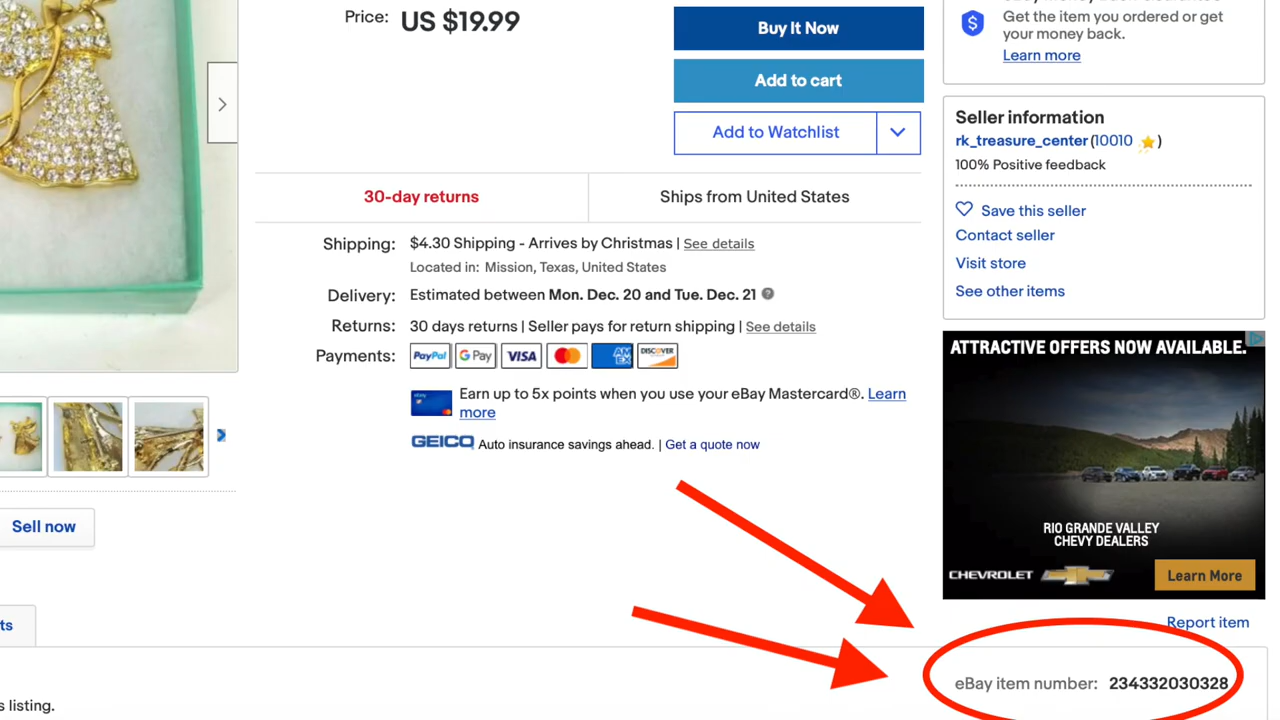 Price: US $19.99
Buy It Now
Add to cart
Add to Watchlist
30-day returns
Ships from United States
Shipping: $4.30 Shipping - Arrives by Christmas | See details
Located in: Mission, Texas, United States
Delivery: Estimated between Mon. Dec. 20 and Tue. Dec. 21
Returns: 30 days returns | Seller pays for return shipping | See details
Payments: PayPal G Pay VISA AMEX DISCOVER
Earn up to 5x points when you use your eBay Mastercard®. Learn
more
GEICO Auto insurance savings ahead. | Get a quote now
Sell now
ts
s listing.
Get the item you ordered or get
your money back.
Learn more
Seller information
rk_treasure_center (10010)
100% Positive feedback
Save this seller
Contact seller
Visit store
See other items
ATTRACTIVE OFFERS NOW AVAILABLE.
RIO GRANDE VALLEY
CHEVY DEALERS
CHEVROLET
Learn More
Report item
eBay item number: 234332030328